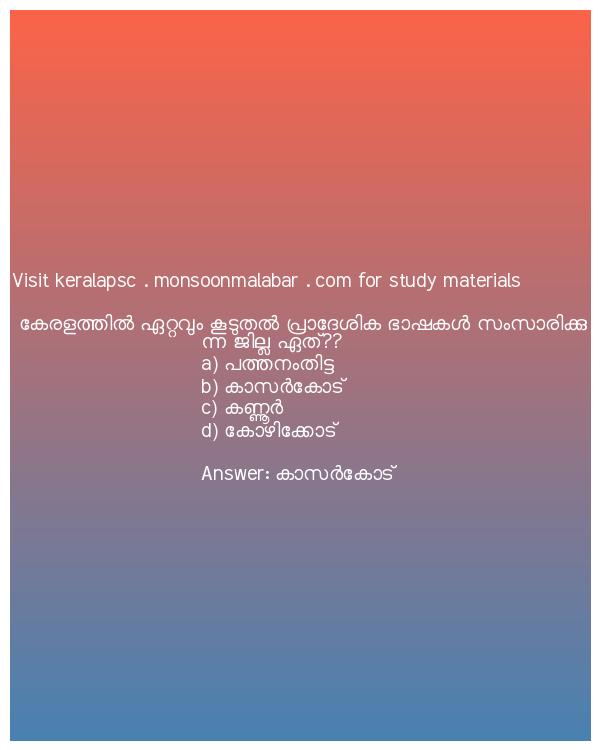 Visit keralapsc . monsoonmalabar . com for study materials
കേരളത്തിൽ ഏറ്റവും കൂടുതൽ പ്രാദേശിക ഭാഷകൾ സംസാരിക്കു
ന്ന ജില്ല ഏത്??
a) പത്തനംതിട്ട
b) കാസർകോട്
c) കണ്ണൂർ
d) കോഴിക്കോട്
Answer: കാസർകോട്